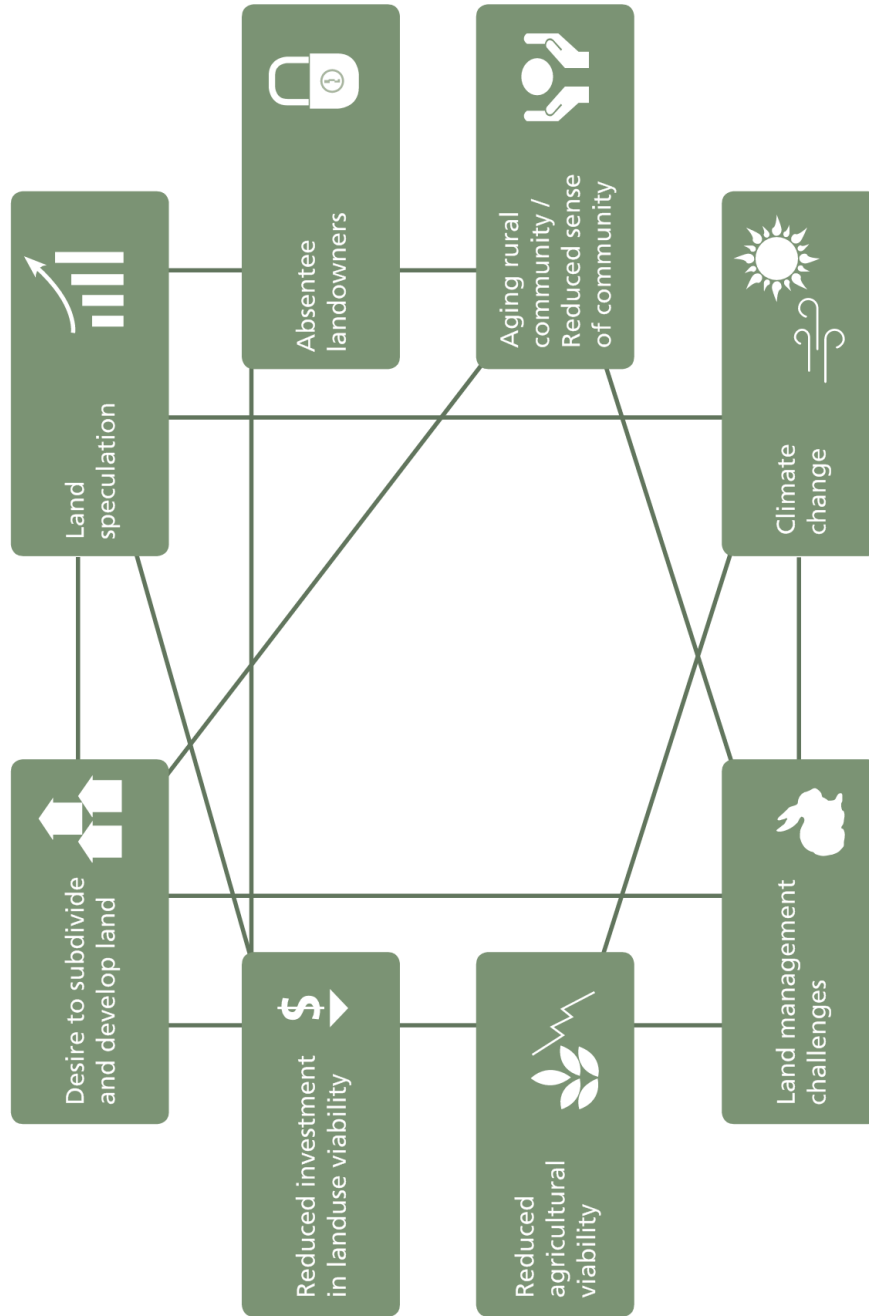 Desire to subdivide
and develop land
Land
speculation
Reduced investment
in landuse viability
Absentee
landowners
Reduced
agricultural
viability
Aging rural
community /
Reduced sense
of community
Land management
challenges
Climate
change